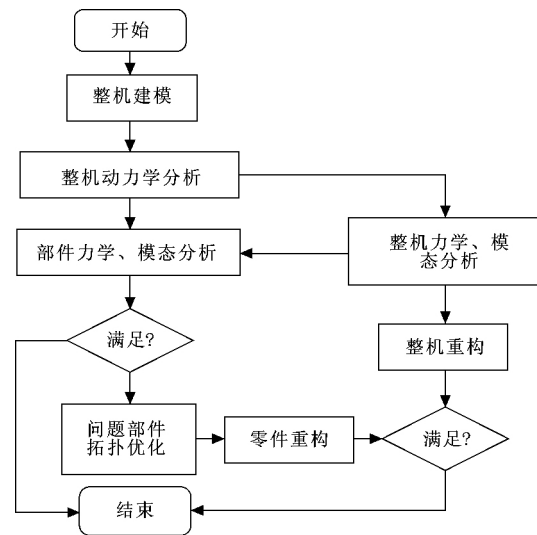 开始
整机建模
整机动力学分析
部件力学、模态分析
整机力学、模
态分析
满足?
整机重构
问题部件
拓扑优化
零件重构
满足?
结束